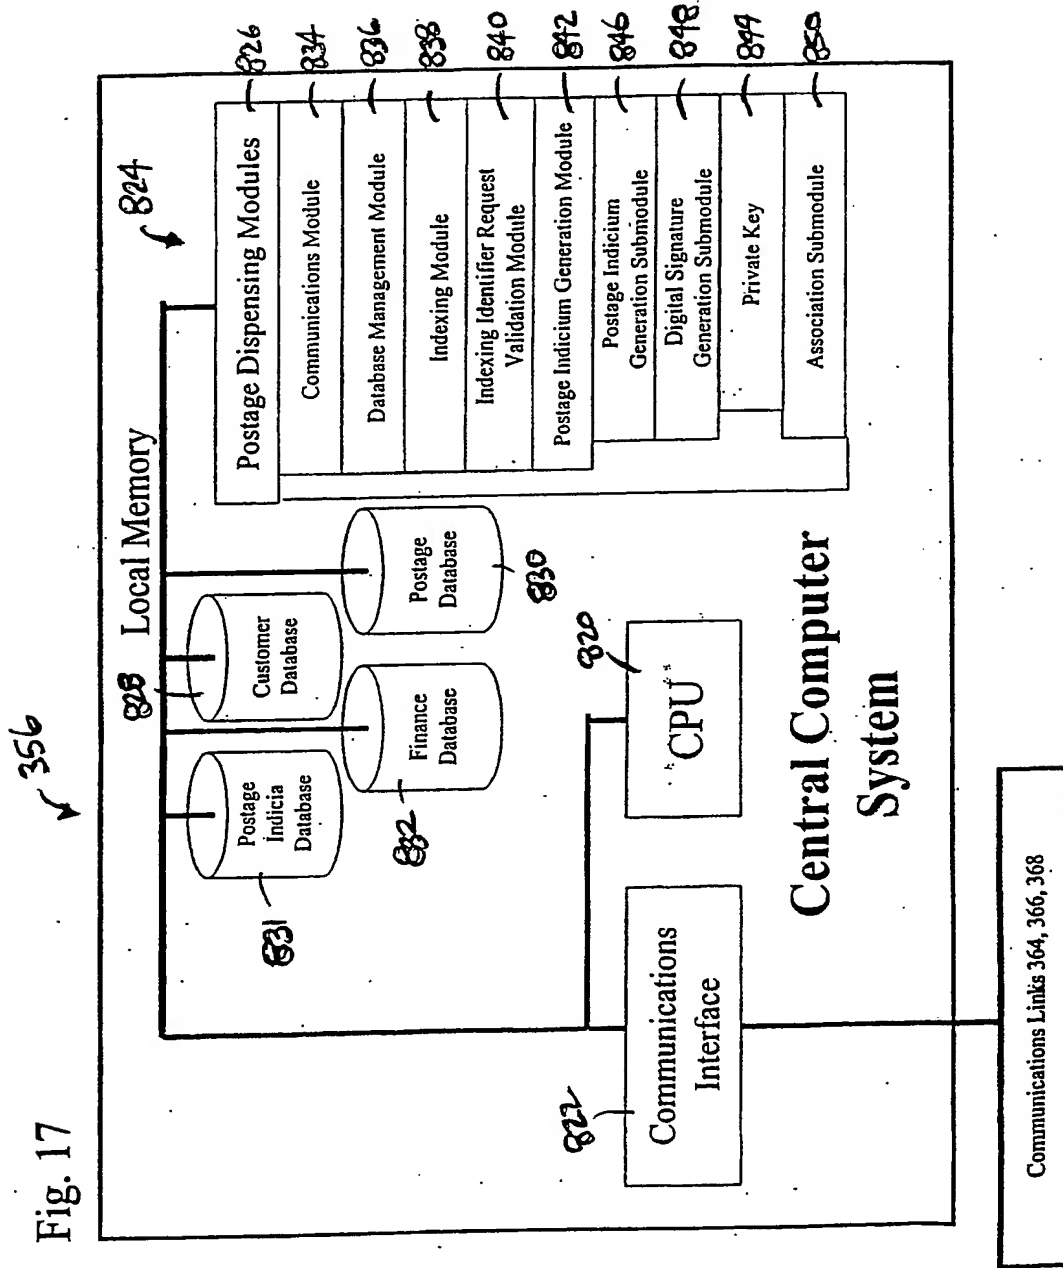 Fig. 17
356
824
Local Memory
828
Postage
Indicia
Database
831
Customer
Database
Finance
Database
832
Postage
Database
830
Postage Dispensing Modules
826
Communications Module
834
Database Management Module
836
Indexing Module
838
Indexing Identifier Request
Validation Module
840
Postage Indicium Generation Module
842
Postage Indicium
Generation Submodule
846
Digital Signature
Generation Submodule
848
Private Key
844
Association Submodule
850
822
Communications
Interface
820
CPU
Central Computer
System
Communications Links 364, 366, 368